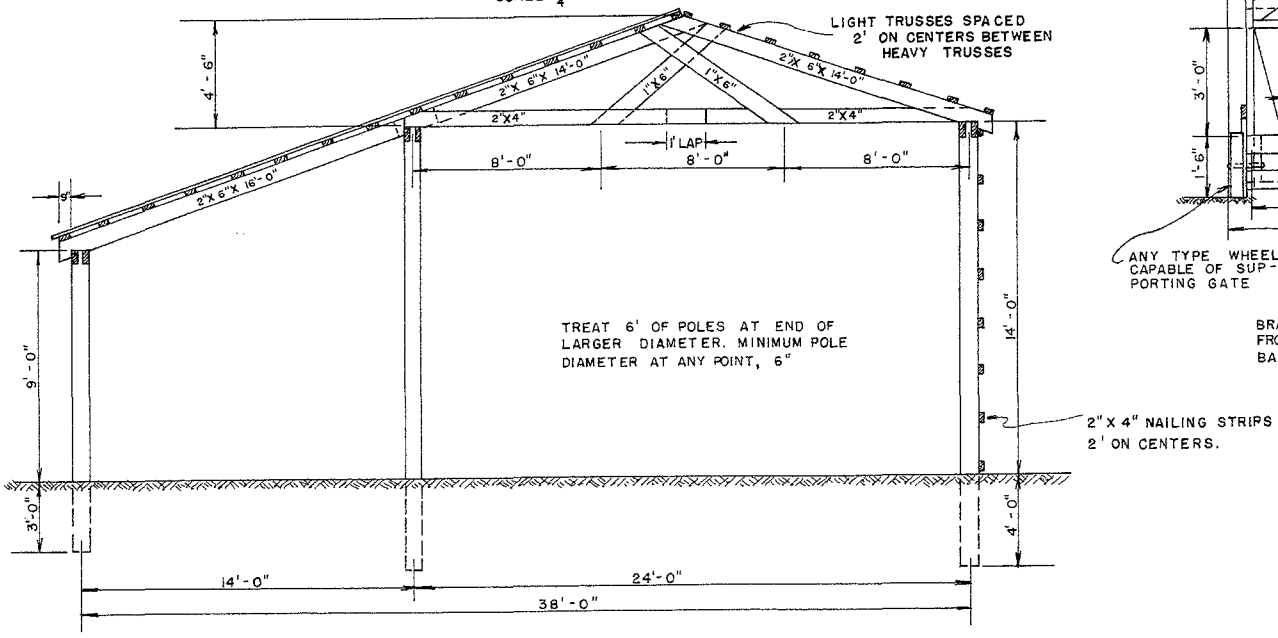 LIGHT TRUSSES SPACED
2' ON CENTERS BETWEEN
HEAVY TRUSSES
4'-6"
2"X 6"X 14'-0"
1"X6"
1"X6"
2"X 6"X 14'-0"
2"X4"
2"X4"
1' LAP
8'-0"
8'-0"
8'-0"
3'-0"
1'-6"
9"
2"X 6"X 16'-0"
ANY TYPE WHEEL
CAPABLE OF SUP-
PORTING GATE
TREAT 6' OF POLES AT END OF
LARGER DIAMETER. MINIMUM POLE
DIAMETER AT ANY POINT, 6"
BRA
FRO
BA
9'-0"
14'-0"
2"X 4" NAILING STRIPS
2' ON CENTERS.
3'-0"
4'-0"
14'-0"
24'-0"
38'-0"